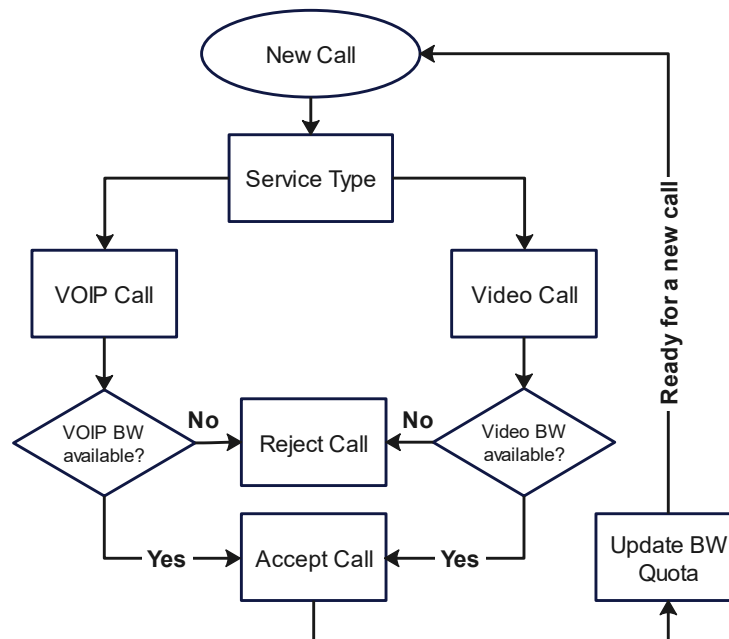 New Call
Service Type
VOIP Call
Video Call
Ready for a new call
VOIP BW
available?
No
Reject Call
No
Video BW
available?
Yes
Accept Call
Yes
Update BW
Quota